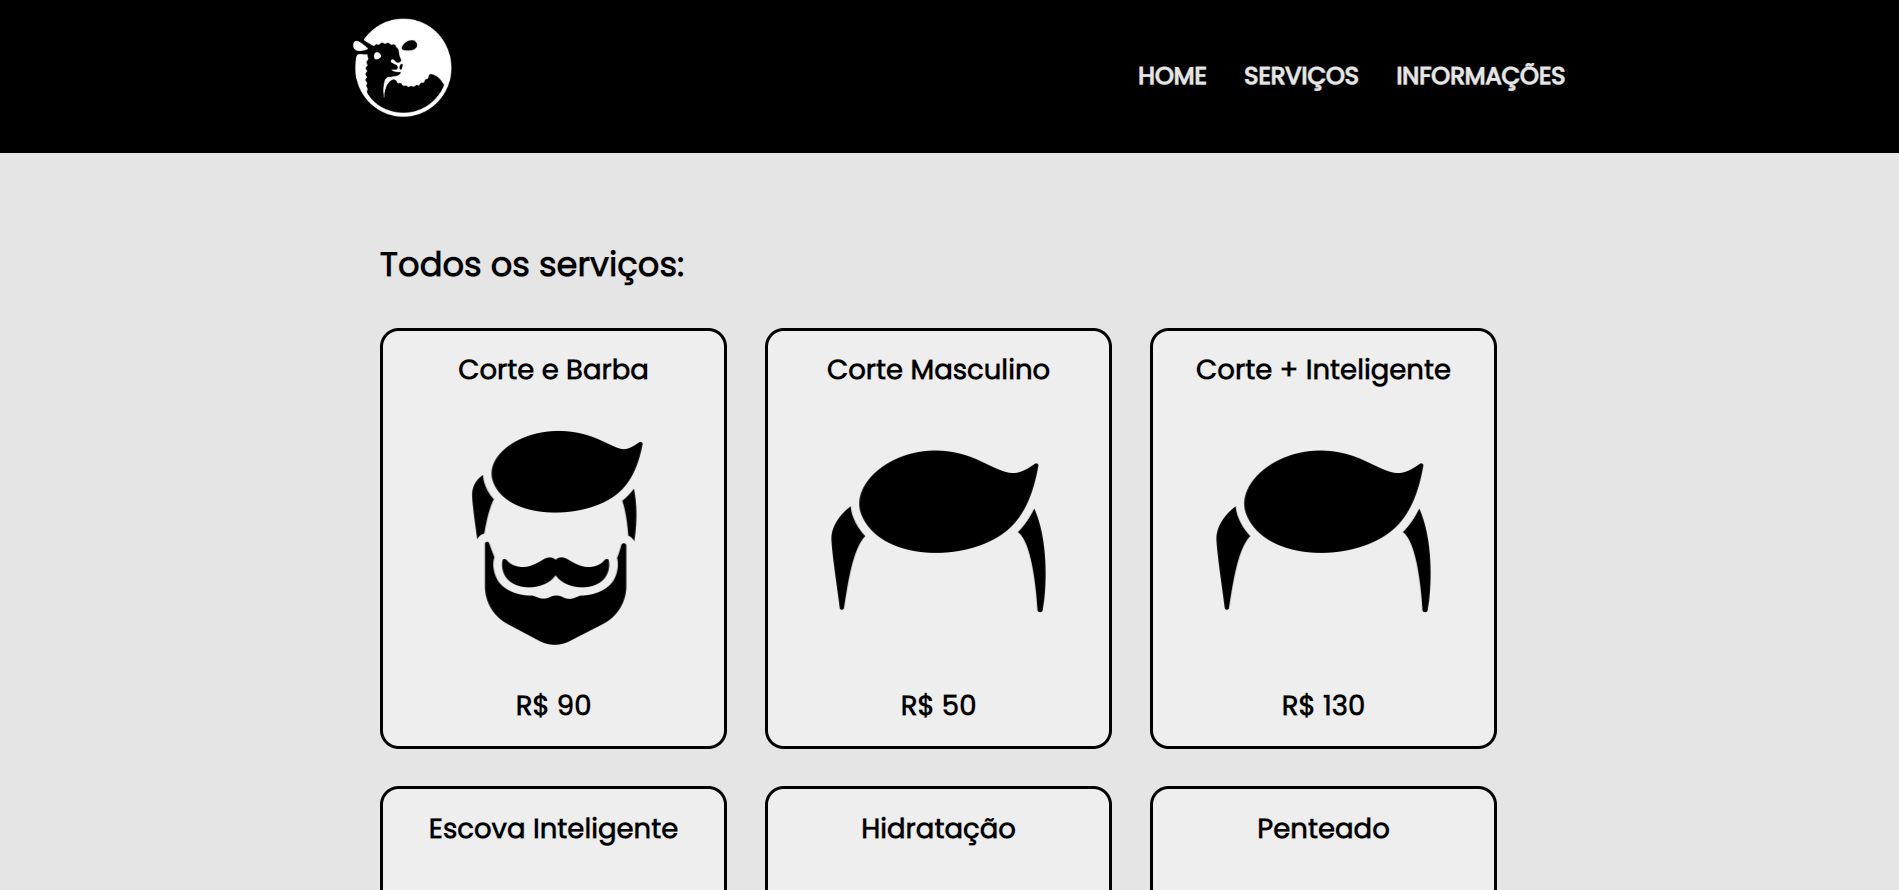 HOME SERVIÇOS INFORMAÇÕES
Todos os serviços:
Corte e Barba
R$ 90
Corte Masculino
R$ 50
Corte + Inteligente
R$ 130
Escova Inteligente
Hidratação
Penteado